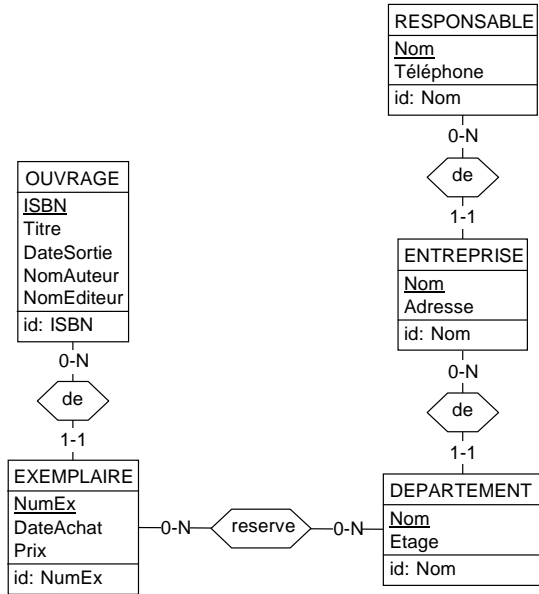 RESPONSABLE
Nom
Téléphone
id: Nom
0-N
de
1-1
OUVRAGE
ISBN
Titre
DateSortie
NomAuteur
NomEditeur
id: ISBN
ENTREPRISE
Nom
Adresse
id: Nom
0-N
de
1-1
0-N
de
1-1
EXEMPLAIRE
NumEx
DateAchat
Prix
id: NumEx
0-N
reserve
0-N
DEPARTEMENT
Nom
Etage
id: Nom